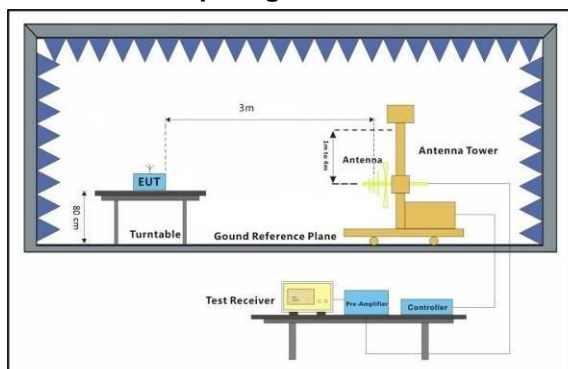 3m
1m to 4m
Antenna
Antenna Tower
EUT
80 cm
Turntable
Gound Reference Plane
Test Receiver
Pre-Amplifier
Controller